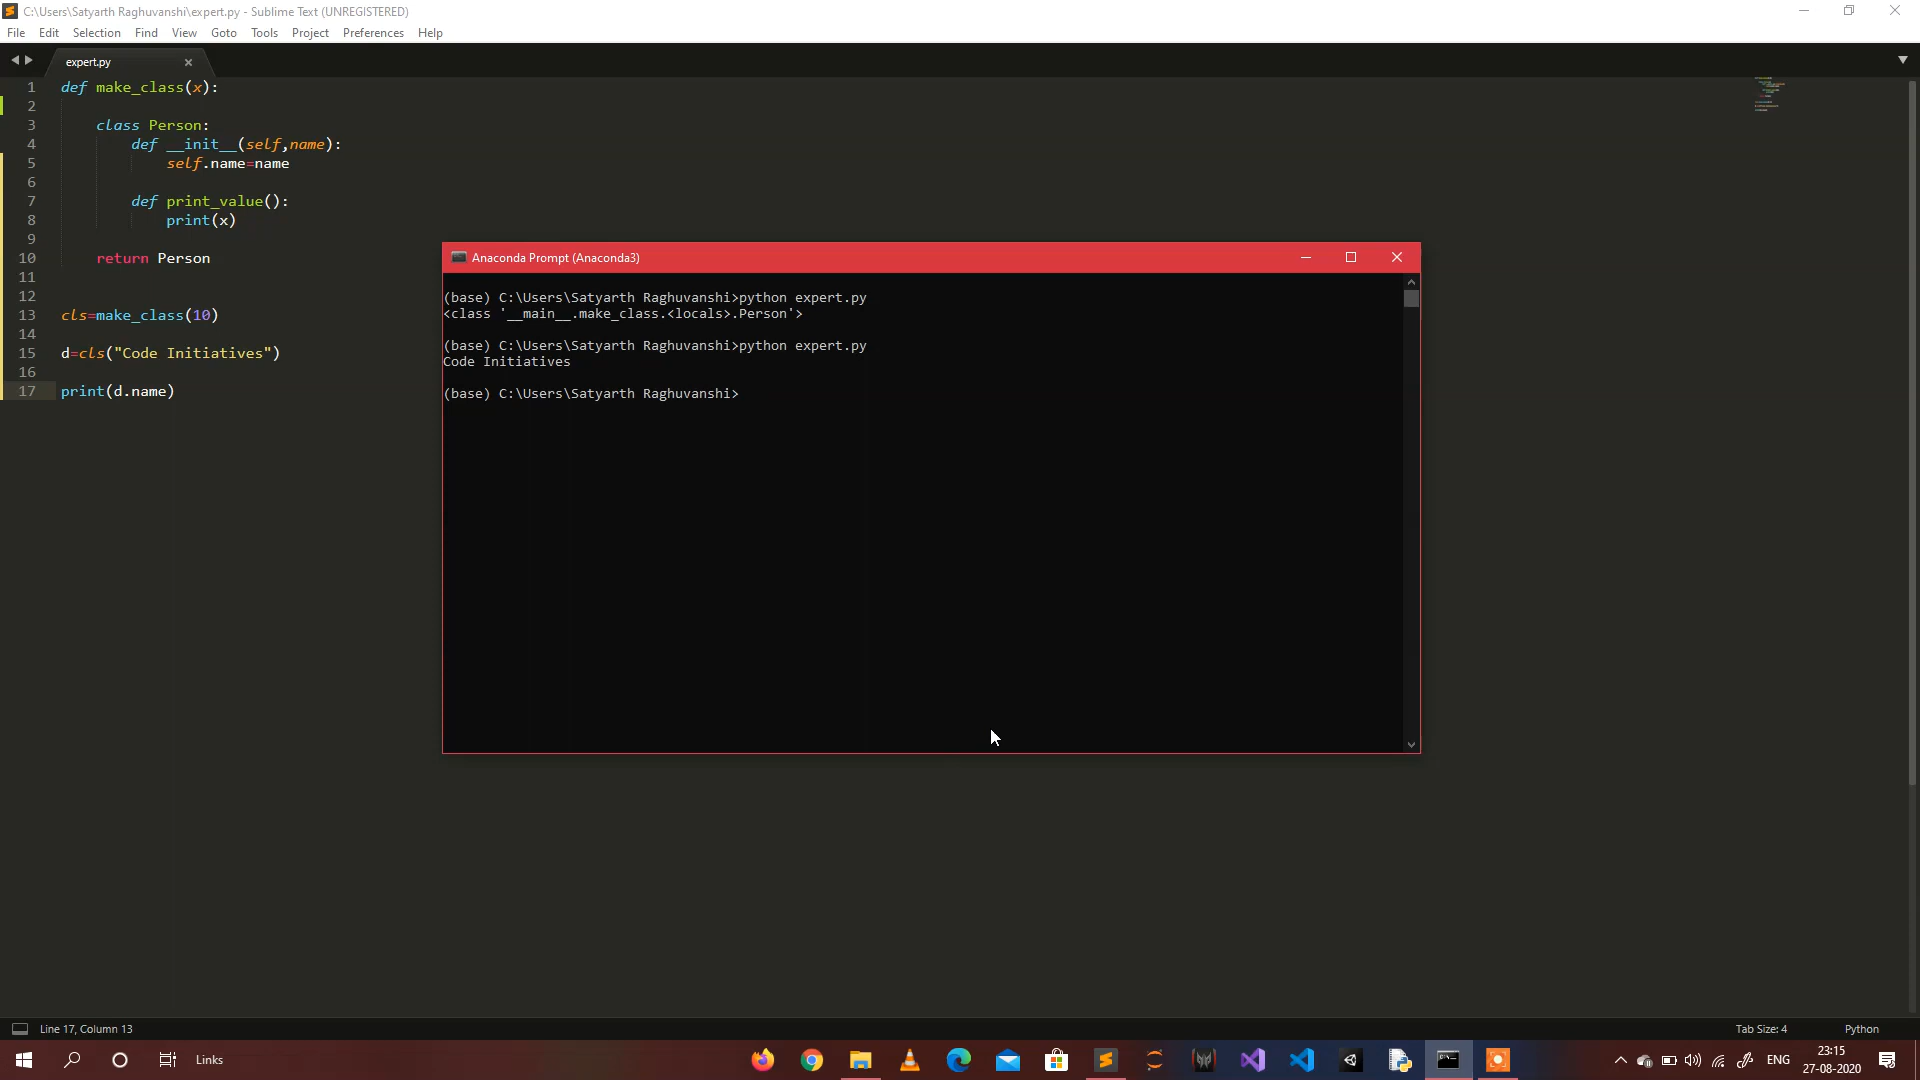 C:\Users\Satyarth Raghuvanshi\expert.py - Sublime Text (UNREGISTERED)
File Edit Selection Find View Goto Tools Project Preferences Help
expert.py
1 def make_class(x):
2
3 class Person:
4 def __init__(self,name):
5 self.name=name
6
7 def print_value():
8 print(x)
9
10 return Person
11
12
13 cls=make_class(10)
14
15 d=cls("Code Initiatives")
16
17 print(d.name)
Anaconda Prompt (Anaconda3)
(base) C:\Users\Satyarth Raghuvanshi>python expert.py
<class '__main__.make_class.<locals>.Person'>
(base) C:\Users\Satyarth Raghuvanshi>python expert.py
Code Initiatives
(base) C:\Users\Satyarth Raghuvanshi>
Line 17, Column 13 Tab Size: 4 Python
Links ENG 23:15
27-08-2020